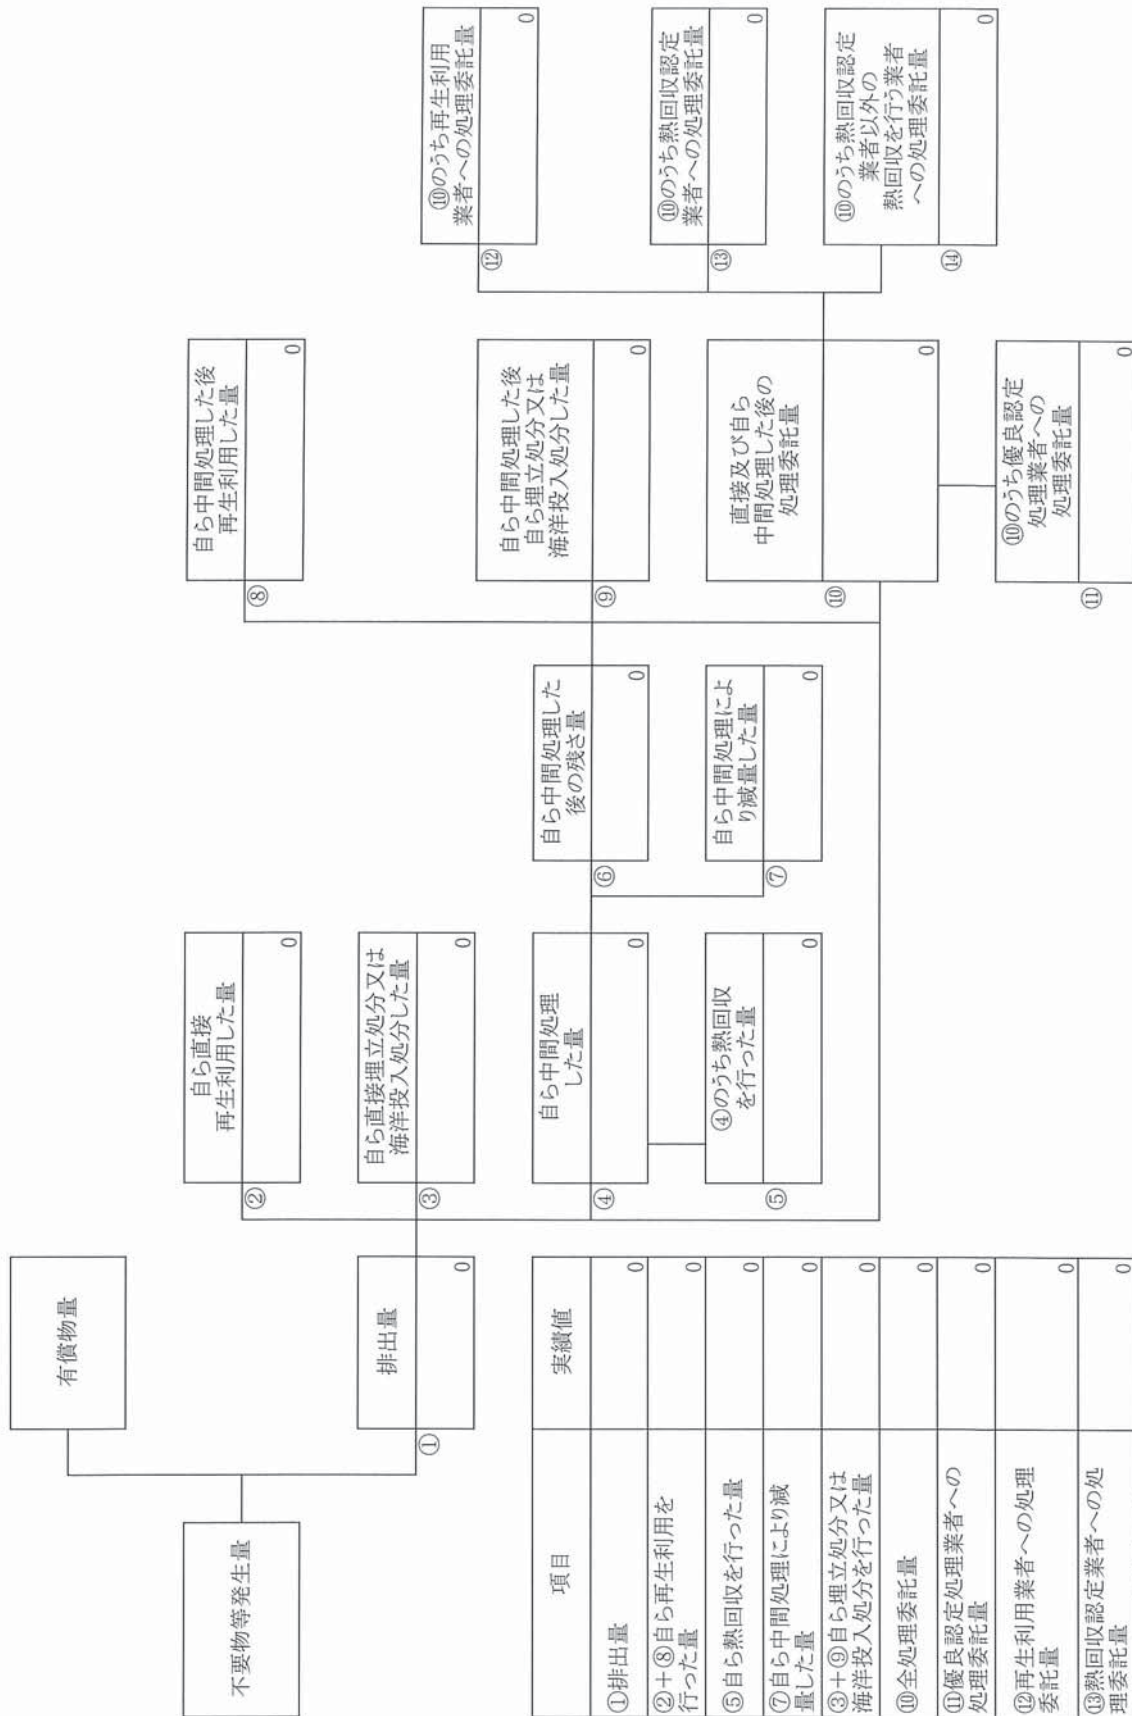 不要物等発生量
有償物量
①
排出量
0
②
自ら直接
再生利用した量
0
③
自ら直接埋立処分又は
海洋投入処分した量
0
④
自ら中間処理
した量
0
⑤
④のうち熱回収
を行った量
0
⑥
自ら中間処理した
後の残さ量
0
⑦
自ら中間処理によ
り減量した量
0
⑧
自ら中間処理した後
再生利用した量
0
⑨
自ら中間処理した後
自ら埋立処分又は
海洋投入処分した量
0
⑩
直接及び自ら
中間処理した後の
処理委託量
0
⑪
⑩のうち優良認定
処理業者への
処理委託量
0
⑫
⑩のうち再生利用
業者への処理委託量
0
⑬
⑩のうち熱回収認定
業者への処理委託量
0
⑭
⑩のうち熱回収認定
業者以外の
熱回収を行う業者
への処理委託量
0
項目 実績値
①排出量 0
②+⑧自ら再生利用を
行った量 0
⑤自ら熱回収を行った量 0
⑦自ら中間処理により減
量した量 0
③+⑨自ら埋立処分又は
海洋投入処分を行った量 0
⑩全処理委託量 0
⑪優良認定処理業者への
処理委託量 0
⑫再生利用業者への処理
委託量 0
⑬熱回収認定業者への処
理委託量 0